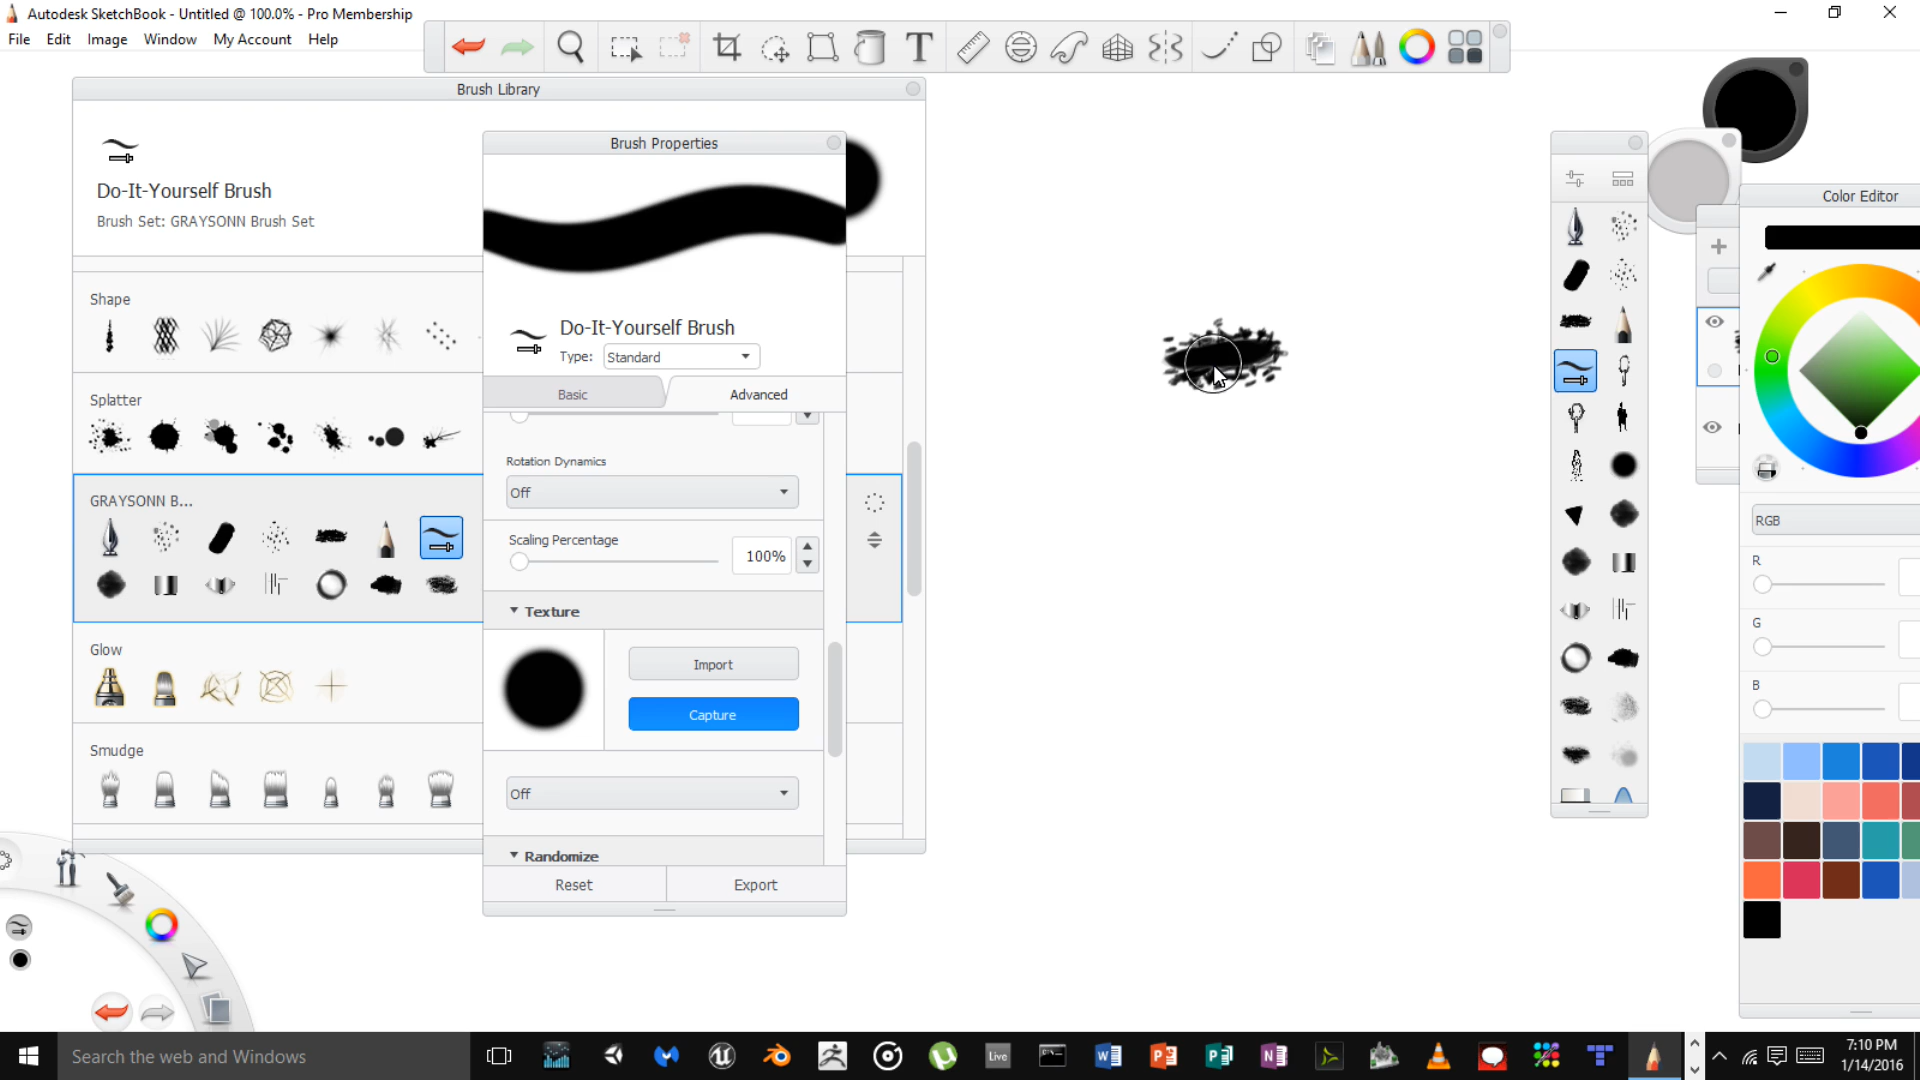 Autodesk SketchBook - Untitled @ 100.0% - Pro Membership
File Edit Image Window My Account Help
T
Brush Library
Do-It-Yourself Brush
Brush Set: GRAYSONN Brush Set
Shape
Splatter
GRAYSONN B...
Glow
Smudge
Brush Properties
Do-It-Yourself Brush
Type: Standard
Basic Advanced
Rotation Dynamics
Off
Scaling Percentage
100%
Texture
Import
Capture
Off
Randomize
Reset Export
Color Editor
RGB
R
G
B
Search the web and Windows
Live
7:10 PM
1/14/2016